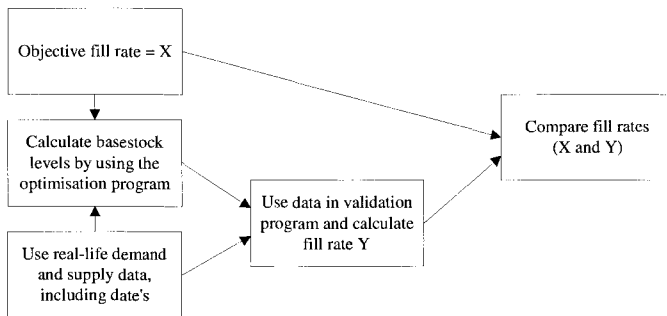 Objective fill rate = X
Calculate basestock
levels by using the
optimisation program
Use real-life demand
and supply data,
including date's
Use data in validation
program and calculate
fill rate Y
Compare fill rates
(X and Y)